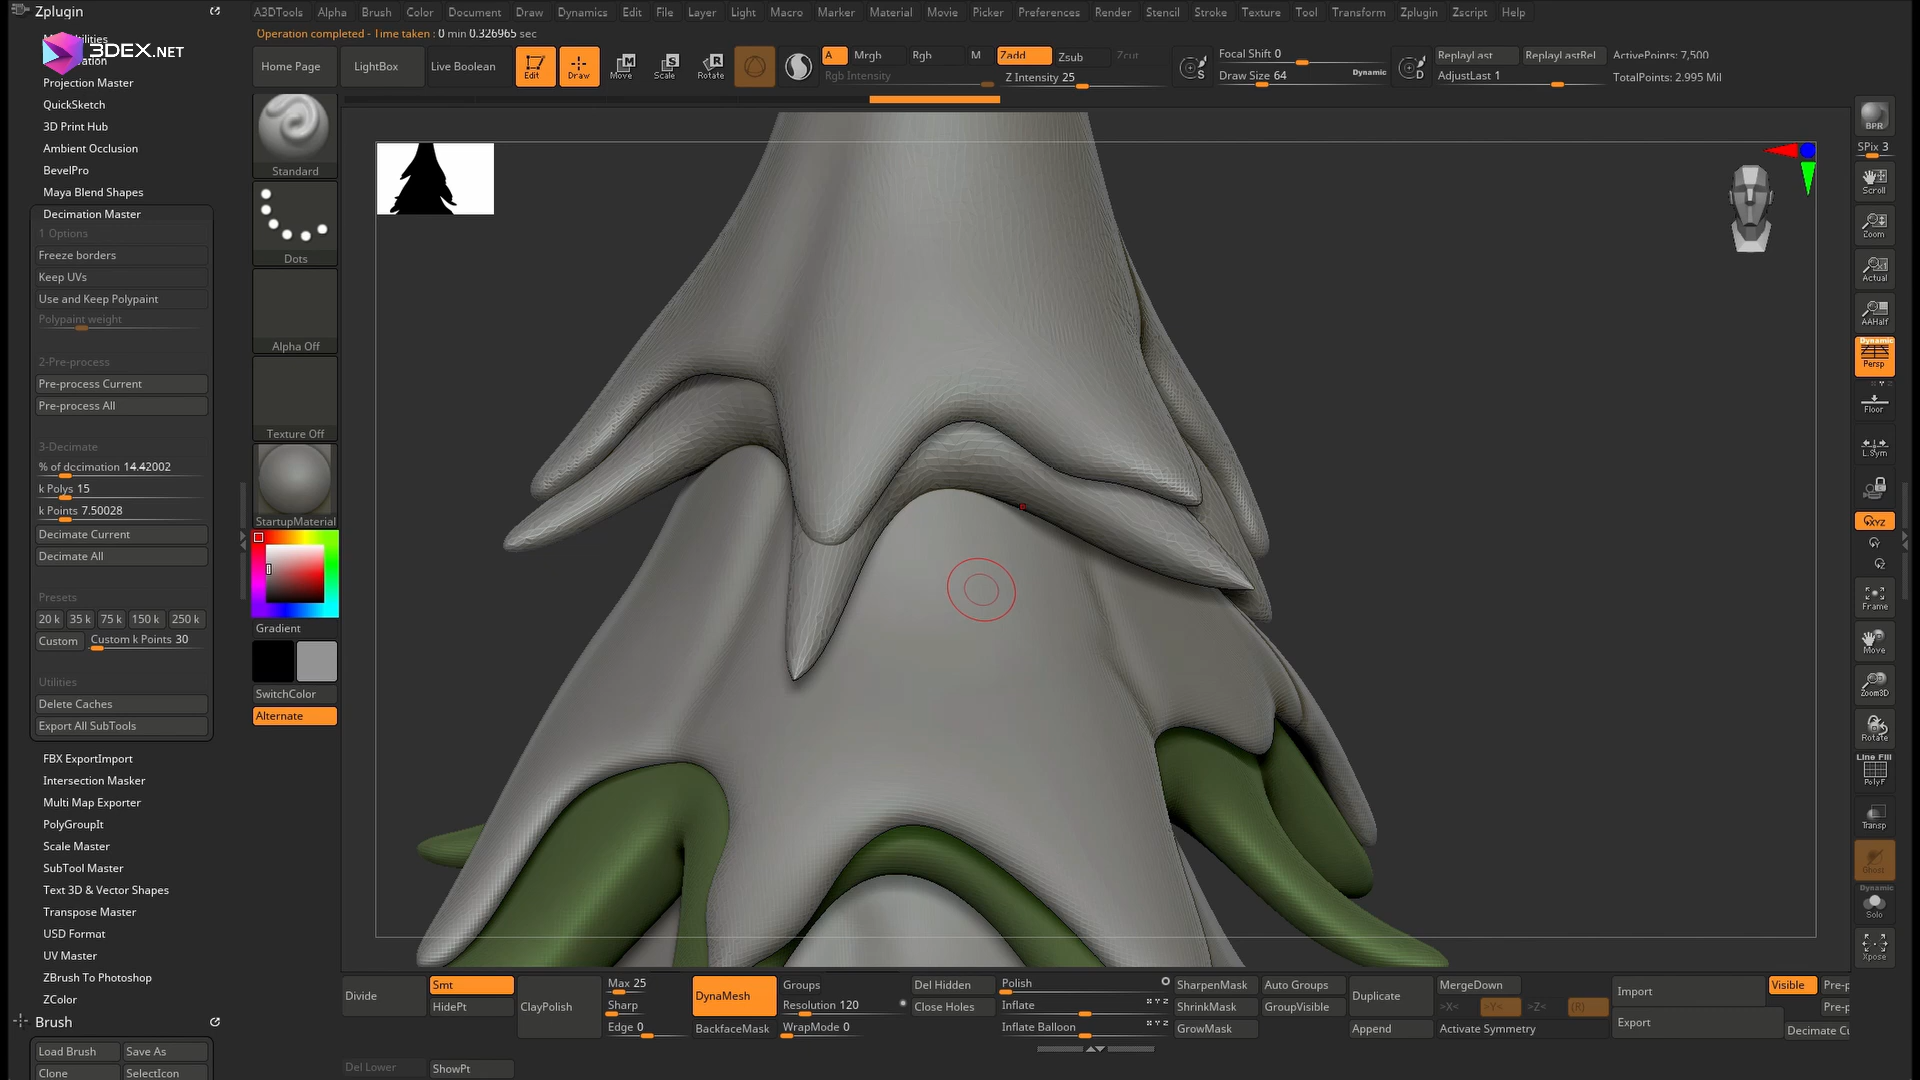 Zplugin
3DEX.NET
Projection Master
QuickSketch
3D Print Hub
Ambient Occlusion
BevelPro
Maya Blend Shapes
Decimation Master
1 Options
Freeze borders
Keep UVs
Use and Keep Polypaint
Polypaint weight
2-Pre-process
Pre-process Current
Pre-process All
3-Decimate
% of decimation 14.42002
k Polys 15
k Points 7.50028
Decimate Current
Decimate All
Presets
20 k 35 k 75 k 150 k 250 k
Custom Custom k Points 30
Utilities
Delete Caches
Export All SubTools
FBX ExportImport
Intersection Masker
Multi Map Exporter
PolyGroupIt
Scale Master
SubTool Master
Text 3D & Vector Shapes
Transpose Master
USD Format
UV Master
ZBrush To Photoshop
ZColor
Brush
Load Brush Save As
Clone SelectIcon
A3DTools Alpha Brush Color Document Draw Dynamics Edit File Layer Light Macro Marker Material Movie Picker Preferences Render Stencil Stroke Texture Tool Transform Zplugin Zscript Help
Operation completed - Time taken : 0 min 0.326965 sec
Home Page LightBox Live Boolean Edit Draw Move Scale Rotate
A Mrgb Rgb M Zadd Zsub Zcut
Rgb Intensity Z Intensity 25
Focal Shift 0
Draw Size 64 Dynamic
ReplayLast ReplayLastRel ActivePoints: 7,500
AdjustLast 1 TotalPoints: 2.995 Mil
Standard
Dots
Alpha Off
Texture Off
StartupMaterial
Gradient
SwitchColor
Alternate
BPR
SPix 3
Scroll
Zoom
Actual
AAHalf
Dynamic
Persp
Floor
L.Sym
XYZ
Y
Z
Frame
Move
Zoom3D
Rotate
Line Fill
PolyF
Transp
Ghost
Dynamic
Solo
Xpose
Divide Smt
HidePt
ClayPolish
Max 25
Sharp
Edge 0
DynaMesh
BackfaceMask
Groups
Resolution 120
WrapMode 0
Del Hidden
Close Holes
Polish
Inflate
Inflate Balloon
SharpenMask
ShrinkMask
GrowMask
Auto Groups
GroupVisible
Duplicate
Append
MergeDown
>X< >Y< >Z< (R)
Activate Symmetry
Import
Export
Visible
Del Lower ShowPt